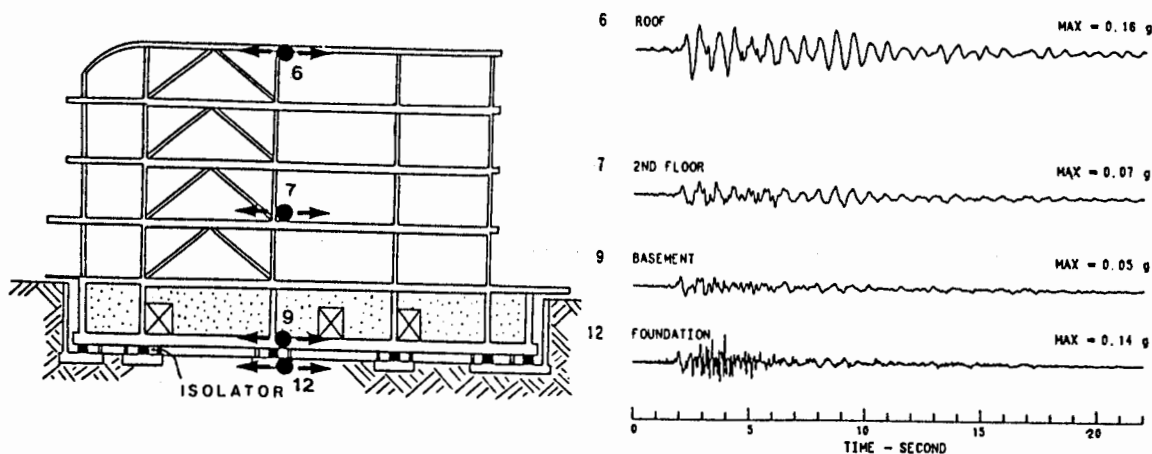 6
7
9
12
ISOLATOR
6 ROOF MAX = 0.16 g
7 2ND FLOOR MAX = 0.07 g
9 BASEMENT MAX = 0.05 g
12 FOUNDATION MAX = 0.14 g
0 5 10 15 20
TIME - SECOND